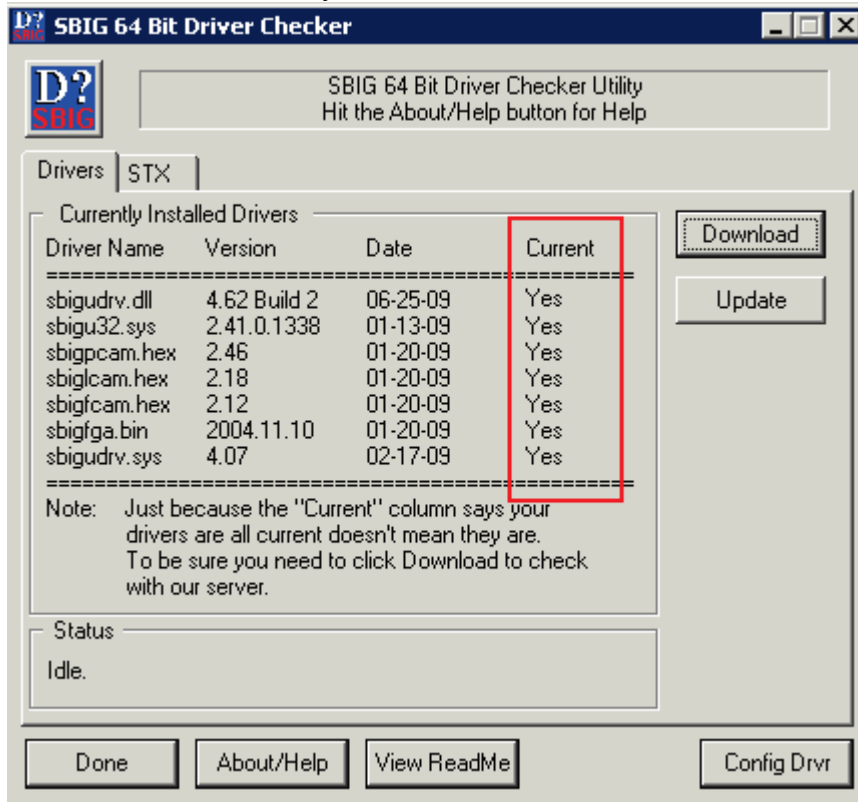 D?
SBIG
SBIG 64 Bit Driver Checker
D?
SBIG
SBIG 64 Bit Driver Checker Utility
Hit the About/Help button for Help
Drivers STX
Currently Installed Drivers
Driver Name Version Date Current
==========================================
sbigudrv.dll 4.62 Build 2 06-25-09 Yes
sbigu32.sys 2.41.0.1338 01-13-09 Yes
sbigpcam.hex 2.46 01-20-09 Yes
sbiglcam.hex 2.18 01-20-09 Yes
sbigfcam.hex 2.12 01-20-09 Yes
sbigfga.bin 2004.11.10 01-20-09 Yes
sbigudrv.sys 4.07 02-17-09 Yes
==========================================
Note: Just because the "Current" column says your
drivers are all current doesn't mean they are.
To be sure you need to click Download to check
with our server.
Download
Update
Status
Idle.
Done About/Help View ReadMe Config Drvr